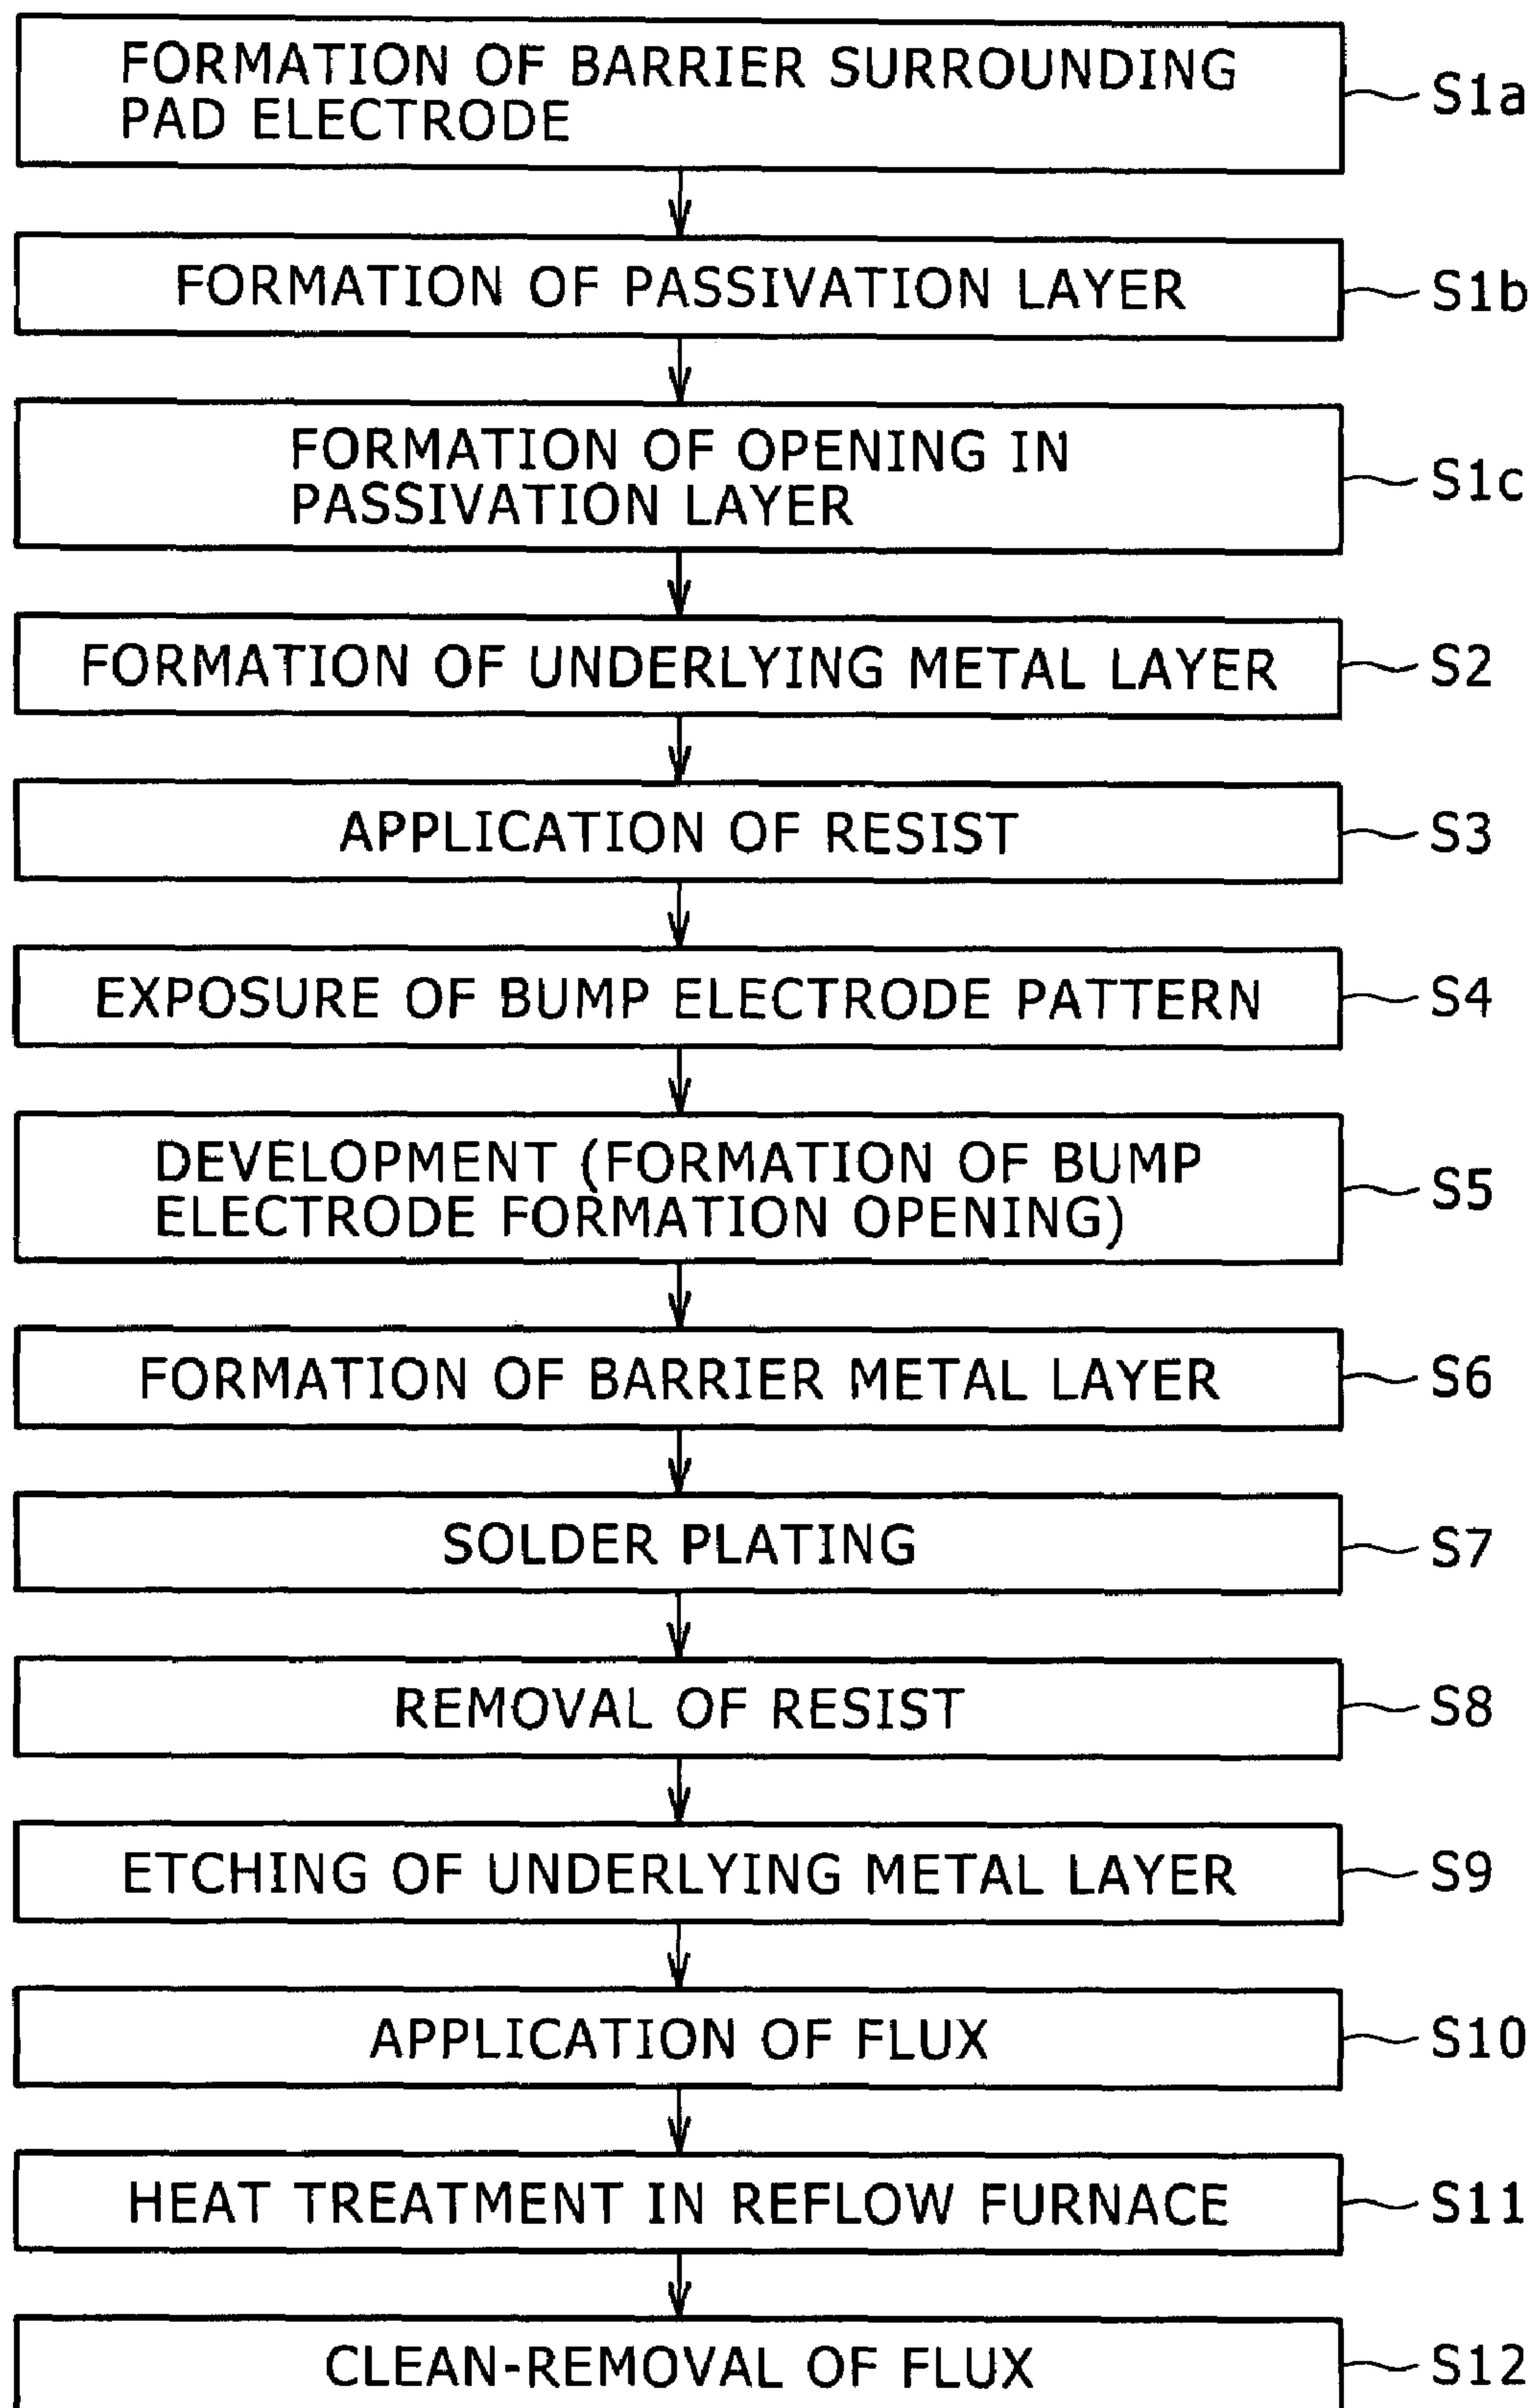 FORMATION OF BARRIER SURROUNDING
PAD ELECTRODE
S1a
FORMATION OF PASSIVATION LAYER
S1b
FORMATION OF OPENING IN
PASSIVATION LAYER
S1c
FORMATION OF UNDERLYING METAL LAYER
S2
APPLICATION OF RESIST
S3
EXPOSURE OF BUMP ELECTRODE PATTERN
S4
DEVELOPMENT (FORMATION OF BUMP
ELECTRODE FORMATION OPENING)
S5
FORMATION OF BARRIER METAL LAYER
S6
SOLDER PLATING
S7
REMOVAL OF RESIST
S8
ETCHING OF UNDERLYING METAL LAYER
S9
APPLICATION OF FLUX
S10
HEAT TREATMENT IN REFLOW FURNACE
S11
CLEAN-REMOVAL OF FLUX
S12